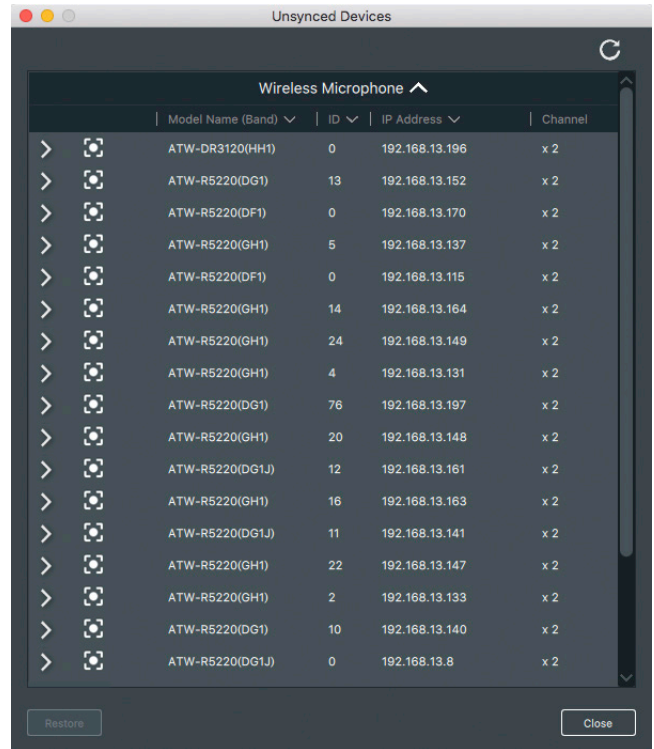 Unsynced Devices
Wireless Microphone
Model Name (Band) ID IP Address Channel
ATW-DR3120(HH1) 0 192.168.13.196 x 2
ATW-R5220(DG1) 13 192.168.13.152 x 2
ATW-R5220(DF1) 0 192.168.13.170 x 2
ATW-R5220(GH1) 5 192.168.13.137 x 2
ATW-R5220(DF1) 0 192.168.13.115 x 2
ATW-R5220(GH1) 14 192.168.13.164 x 2
ATW-R5220(GH1) 24 192.168.13.149 x 2
ATW-R5220(GH1) 4 192.168.13.131 x 2
ATW-R5220(DG1) 76 192.168.13.197 x 2
ATW-R5220(GH1) 20 192.168.13.148 x 2
ATW-R5220(DG1J) 12 192.168.13.161 x 2
ATW-R5220(GH1) 16 192.168.13.163 x 2
ATW-R5220(DG1J) 11 192.168.13.141 x 2
ATW-R5220(GH1) 22 192.168.13.147 x 2
ATW-R5220(GH1) 2 192.168.13.133 x 2
ATW-R5220(DG1) 10 192.168.13.140 x 2
ATW-R5220(DG1J) 0 192.168.13.8 x 2
Restore Close